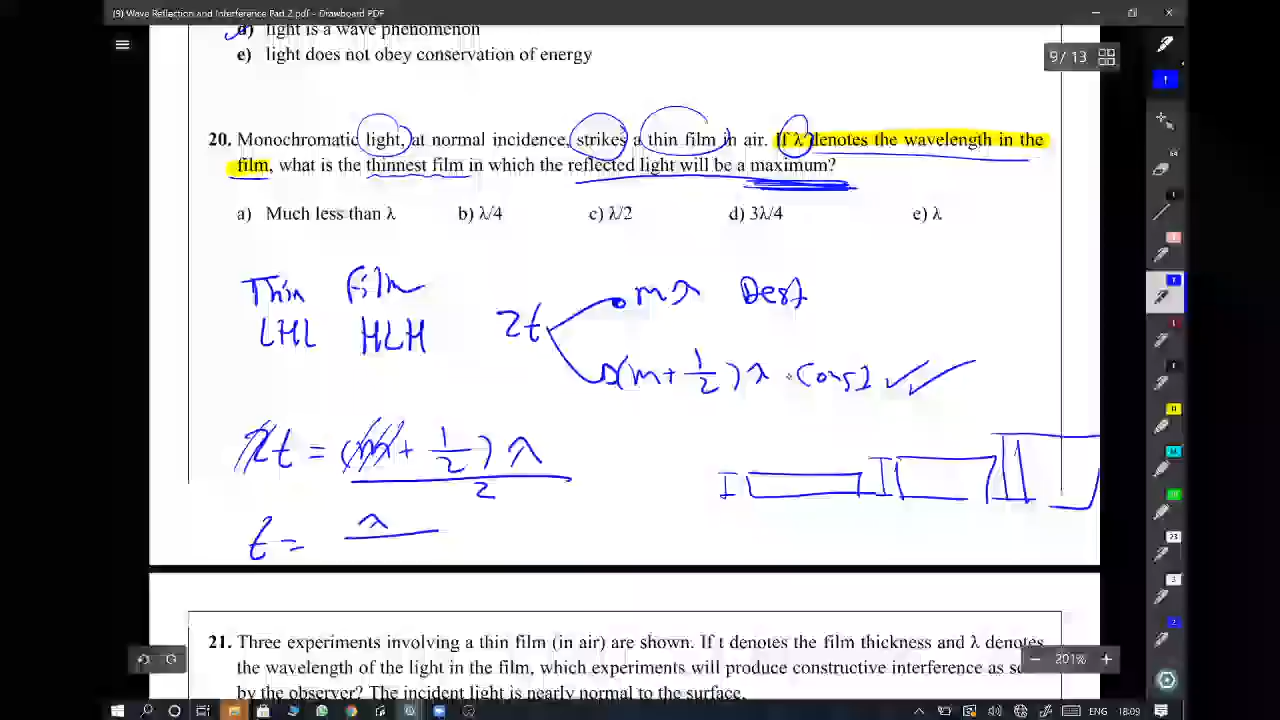 (9) Wave Reflection and Interference Part 2.pdf - Drawboard PDF
d) light is a wave phenomenon
e) light does not obey conservation of energy
9 / 13
20. Monochromatic light, at normal incidence, strikes a thin film in air. If λ denotes the wavelength in the
film, what is the thinnest film in which the reflected light will be a maximum?
a) Much less than λ b) λ/4 c) λ/2 d) 3λ/4 e) λ
Thin Film
LHL HLH
2t
mλ Dest
(m + 1/2) λ Cons
2t = (m + 1/2) λ
2
t = λ
21. Three experiments involving a thin film (in air) are shown. If t denotes the film thickness and λ denotes
the wavelength of the light in the film, which experiments will produce constructive interference as
by the observer? The incident light is nearly normal to the surface.
201%
ENG 18:09